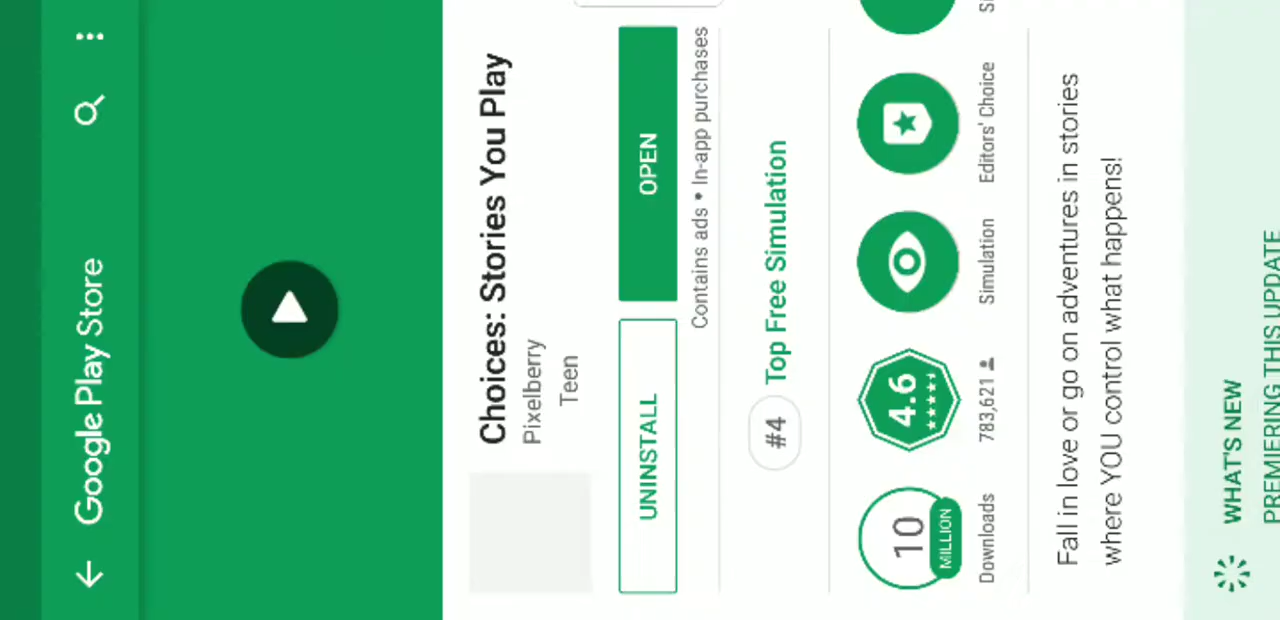 Google Play Store
Choices: Stories You Play
Pixelberry
Teen
UNINSTALL
OPEN
Contains ads • In-app purchases
#4 Top Free Simulation
10
MILLION
Downloads
4.6
783,621
Simulation
Editors' Choice
Fall in love or go on adventures in stories
where YOU control what happens!
WHAT'S NEW
PREMIERING THIS UPDATE